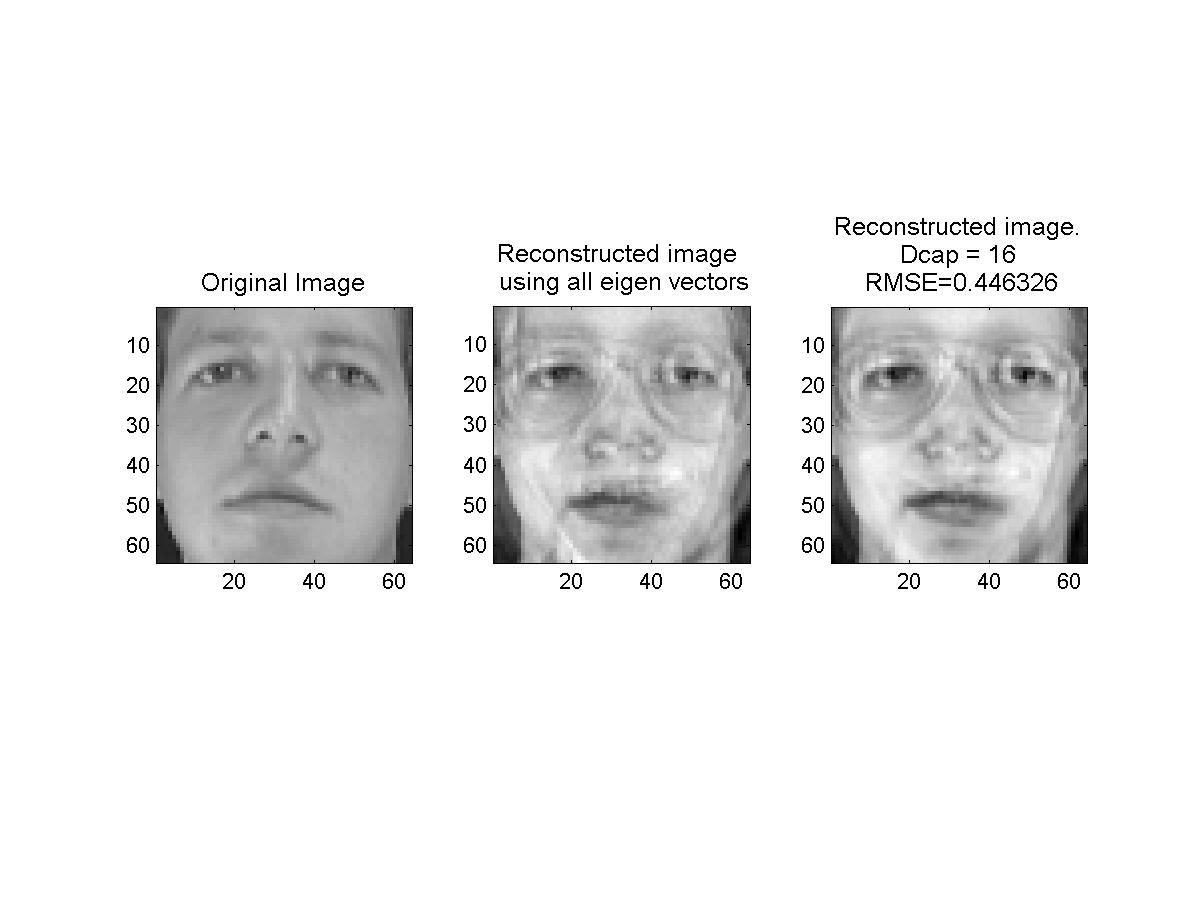 Original Image
10
20
30
40
50
60
20 40 60
Reconstructed image
using all eigen vectors
10
20
30
40
50
60
20 40 60
Reconstructed image.
Dcap = 16
RMSE=0.446326
10
20
30
40
50
60
20 40 60